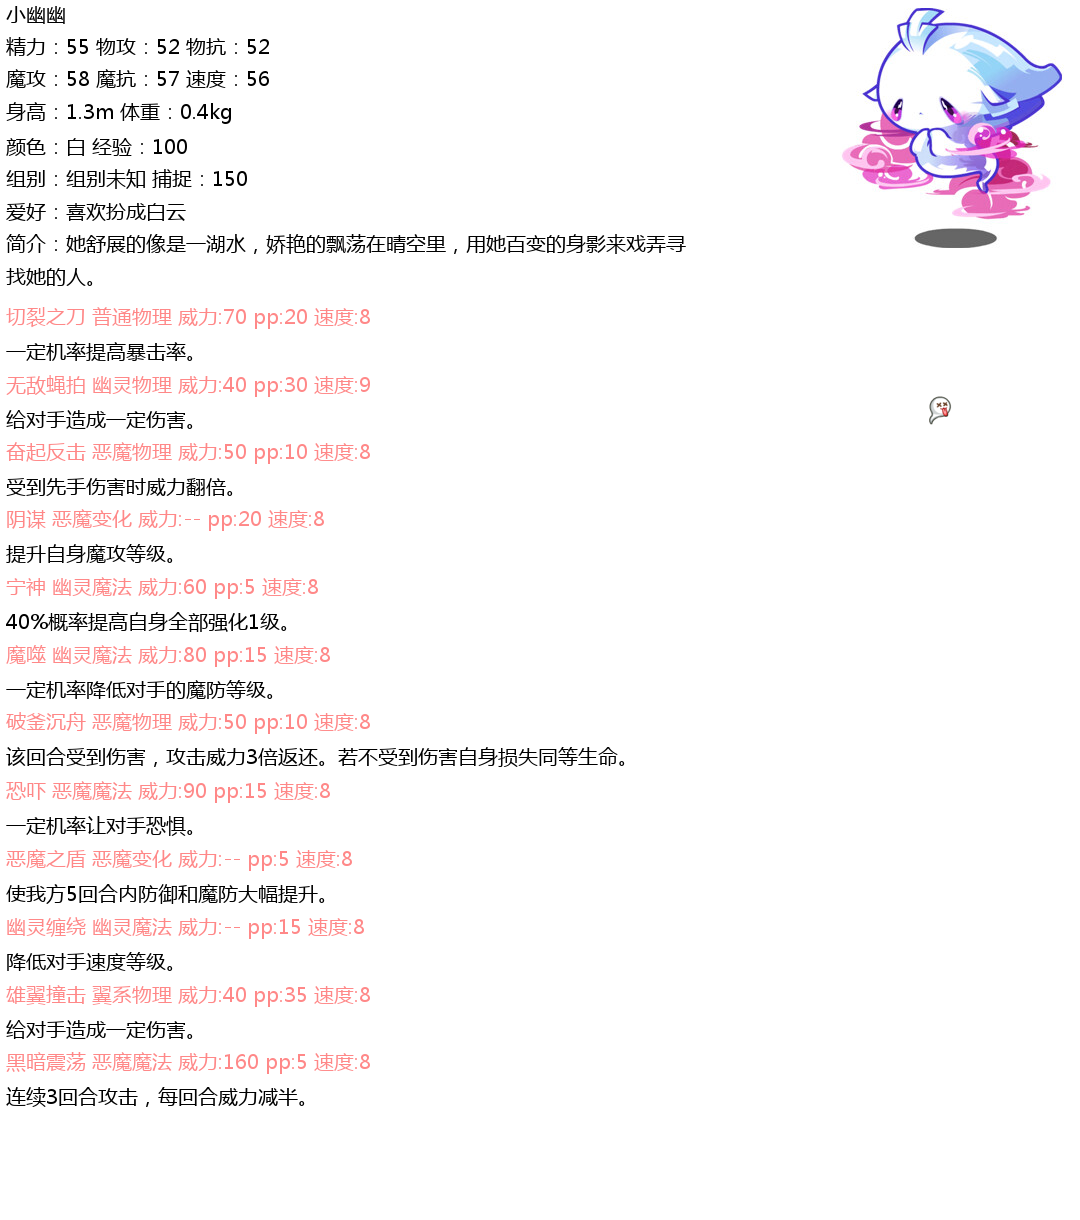 小幽幽
精力：55 物攻：52 物抗：52
魔攻：58 魔抗：57 速度：56
身高：1.3m 体重：0.4kg
颜色：白 经验：100
组别：组别未知 捕捉：150
爱好：喜欢扮成白云
简介：她舒展的像是一湖水，娇艳的飘荡在晴空里，用她百变的身影来戏弄寻
找她的人。
切裂之刀 普通物理 威力:70 pp:20 速度:8
一定机率提高暴击率。
无敌蝇拍 幽灵物理 威力:40 pp:30 速度:9
给对手造成一定伤害。
奋起反击 恶魔物理 威力:50 pp:10 速度:8
受到先手伤害时威力翻倍。
阴谋 恶魔变化 威力:-- pp:20 速度:8
提升自身魔攻等级。
宁神 幽灵魔法 威力:60 pp:5 速度:8
40%概率提高自身全部强化1级。
魔噬 幽灵魔法 威力:80 pp:15 速度:8
一定机率降低对手的魔防等级。
破釜沉舟 恶魔物理 威力:50 pp:10 速度:8
该回合受到伤害，攻击威力3倍返还。若不受到伤害自身损失同等生命。
恐吓 恶魔魔法 威力:90 pp:15 速度:8
一定机率让对手恐惧。
恶魔之盾 恶魔变化 威力:-- pp:5 速度:8
使我方5回合内防御和魔防大幅提升。
幽灵缠绕 幽灵魔法 威力:-- pp:15 速度:8
降低对手速度等级。
雄翼撞击 翼系物理 威力:40 pp:35 速度:8
给对手造成一定伤害。
黑暗震荡 恶魔魔法 威力:160 pp:5 速度:8
连续3回合攻击，每回合威力减半。